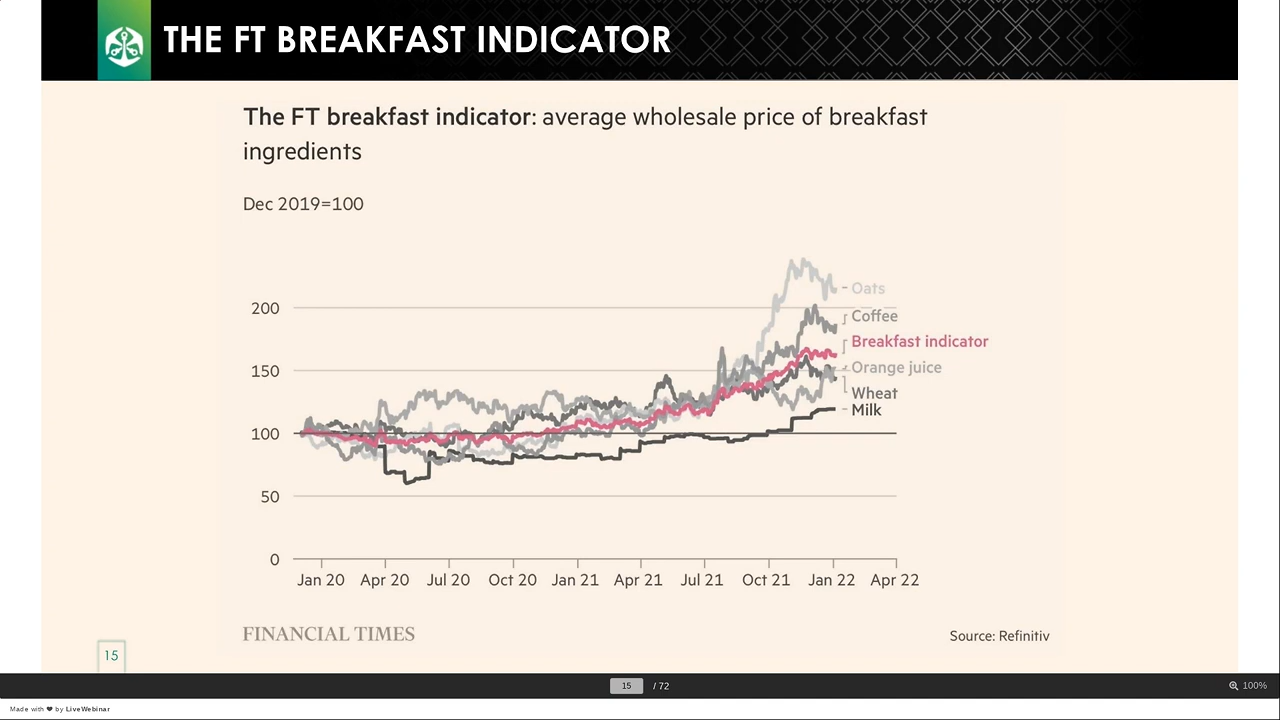 THE FT BREAKFAST INDICATOR
The FT breakfast indicator: average wholesale price of breakfast
ingredients
Dec 2019=100
200
150
100
50
0
Oats
Coffee
Breakfast indicator
Orange juice
Wheat
Milk
Jan 20 Apr 20 Jul 20 Oct 20 Jan 21 Apr 21 Jul 21 Oct 21 Jan 22 Apr 22
FINANCIAL TIMES
Source: Refinitiv
15
15 / 72
100%
Made with ❤ by LiveWebinar